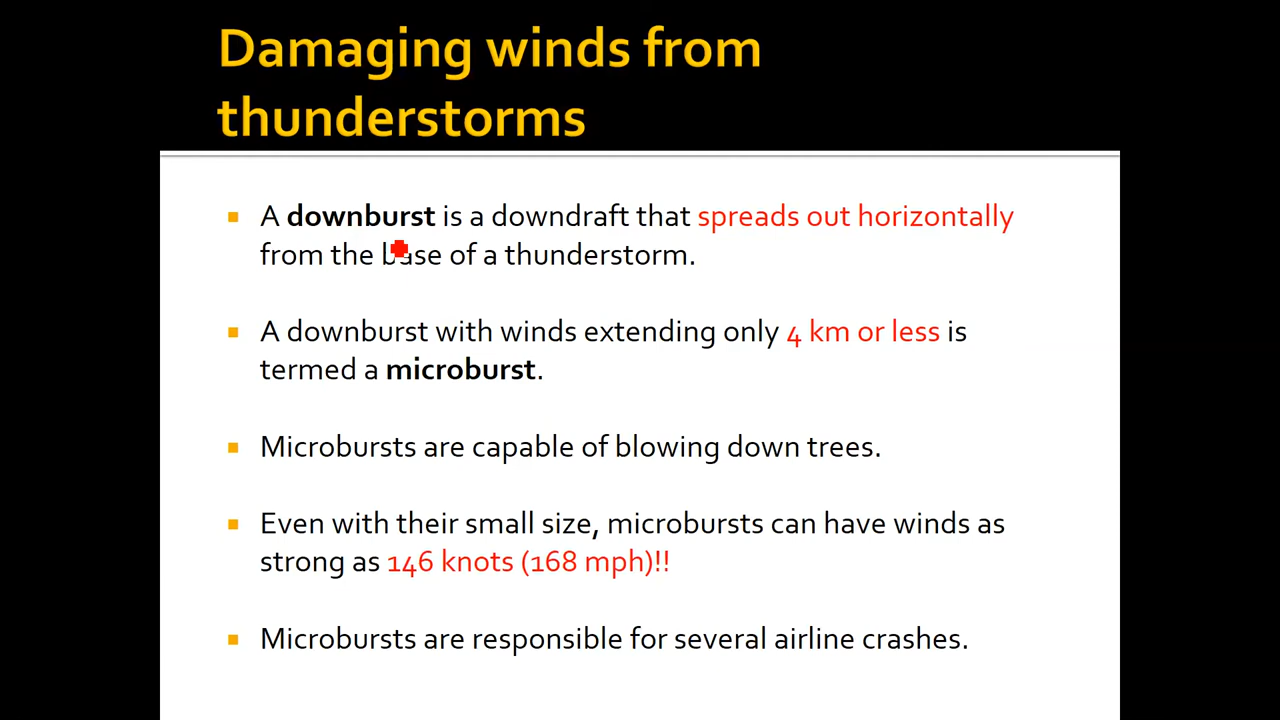 Damaging winds from
thunderstorms
A downburst is a downdraft that spreads out horizontally
from the base of a thunderstorm.
A downburst with winds extending only 4 km or less is
termed a microburst.
Microbursts are capable of blowing down trees.
Even with their small size, microbursts can have winds as
strong as 146 knots (168 mph)!!
Microbursts are responsible for several airline crashes.